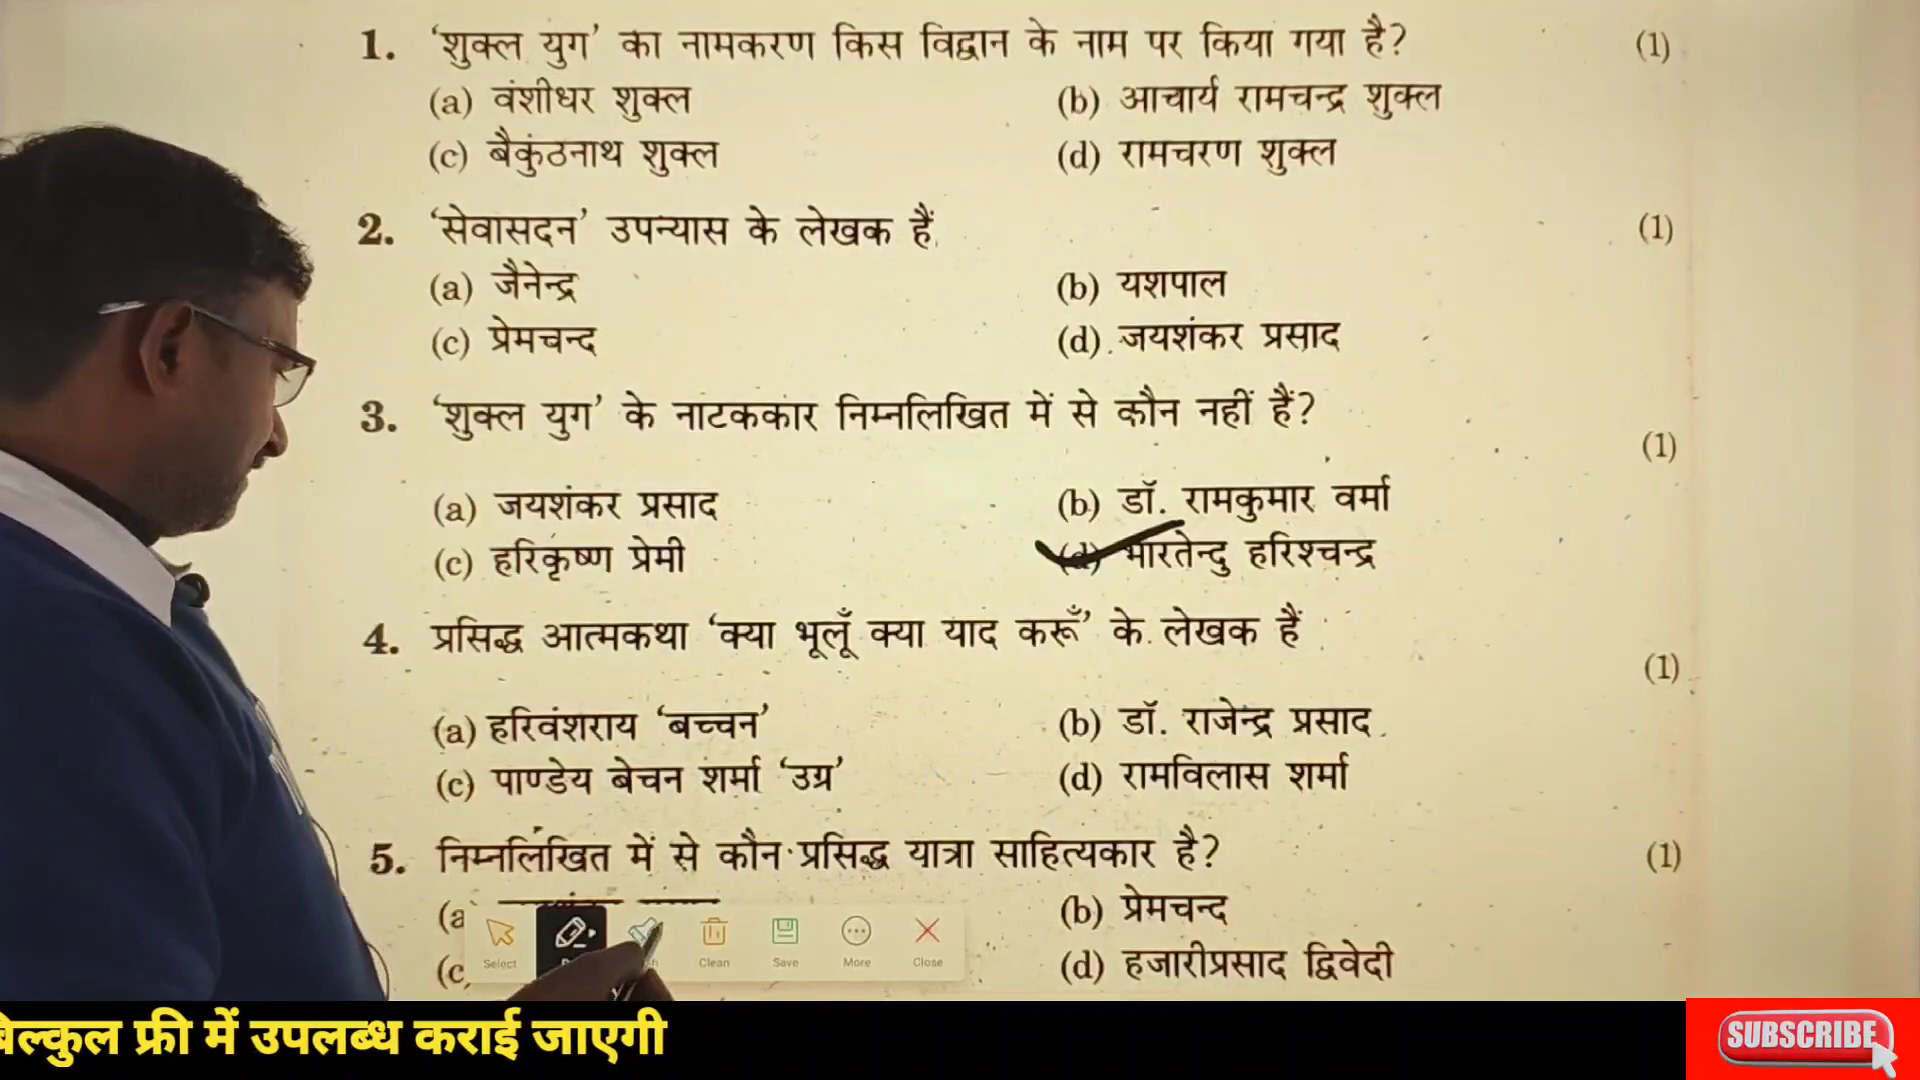 1. ‘शुक्ल युग’ का नामकरण किस विद्वान के नाम पर किया गया है? (1)
(a) वंशीधर शुक्ल (b) आचार्य रामचन्द्र शुक्ल
(c) बैकुंठनाथ शुक्ल (d) रामचरण शुक्ल
2. ‘सेवासदन’ उपन्यास के लेखक हैं (1)
(a) जैनेन्द्र (b) यशपाल
(c) प्रेमचन्द (d) जयशंकर प्रसाद
3. ‘शुक्ल युग’ के नाटककार निम्नलिखित में से कौन नहीं हैं? (1)
(a) जयशंकर प्रसाद (b) डॉ. रामकुमार वर्मा
(c) हरिकृष्ण प्रेमी (d) भारतेन्दु हरिश्चन्द्र
4. प्रसिद्ध आत्मकथा ‘क्या भूलूँ क्या याद करूँ’ के लेखक हैं (1)
(a) हरिवंशराय ‘बच्चन’ (b) डॉ. राजेन्द्र प्रसाद
(c) पाण्डेय बेचन शर्मा ‘उग्र’ (d) रामविलास शर्मा
5. निम्नलिखित में से कौन प्रसिद्ध यात्रा साहित्यकार है? (1)
(a (b) प्रेमचन्द
(c (d) हजारीप्रसाद द्विवेदी
Select Clean Save More Close
बिल्कुल फ्री में उपलब्ध कराई जाएगी
SUBSCRIBE